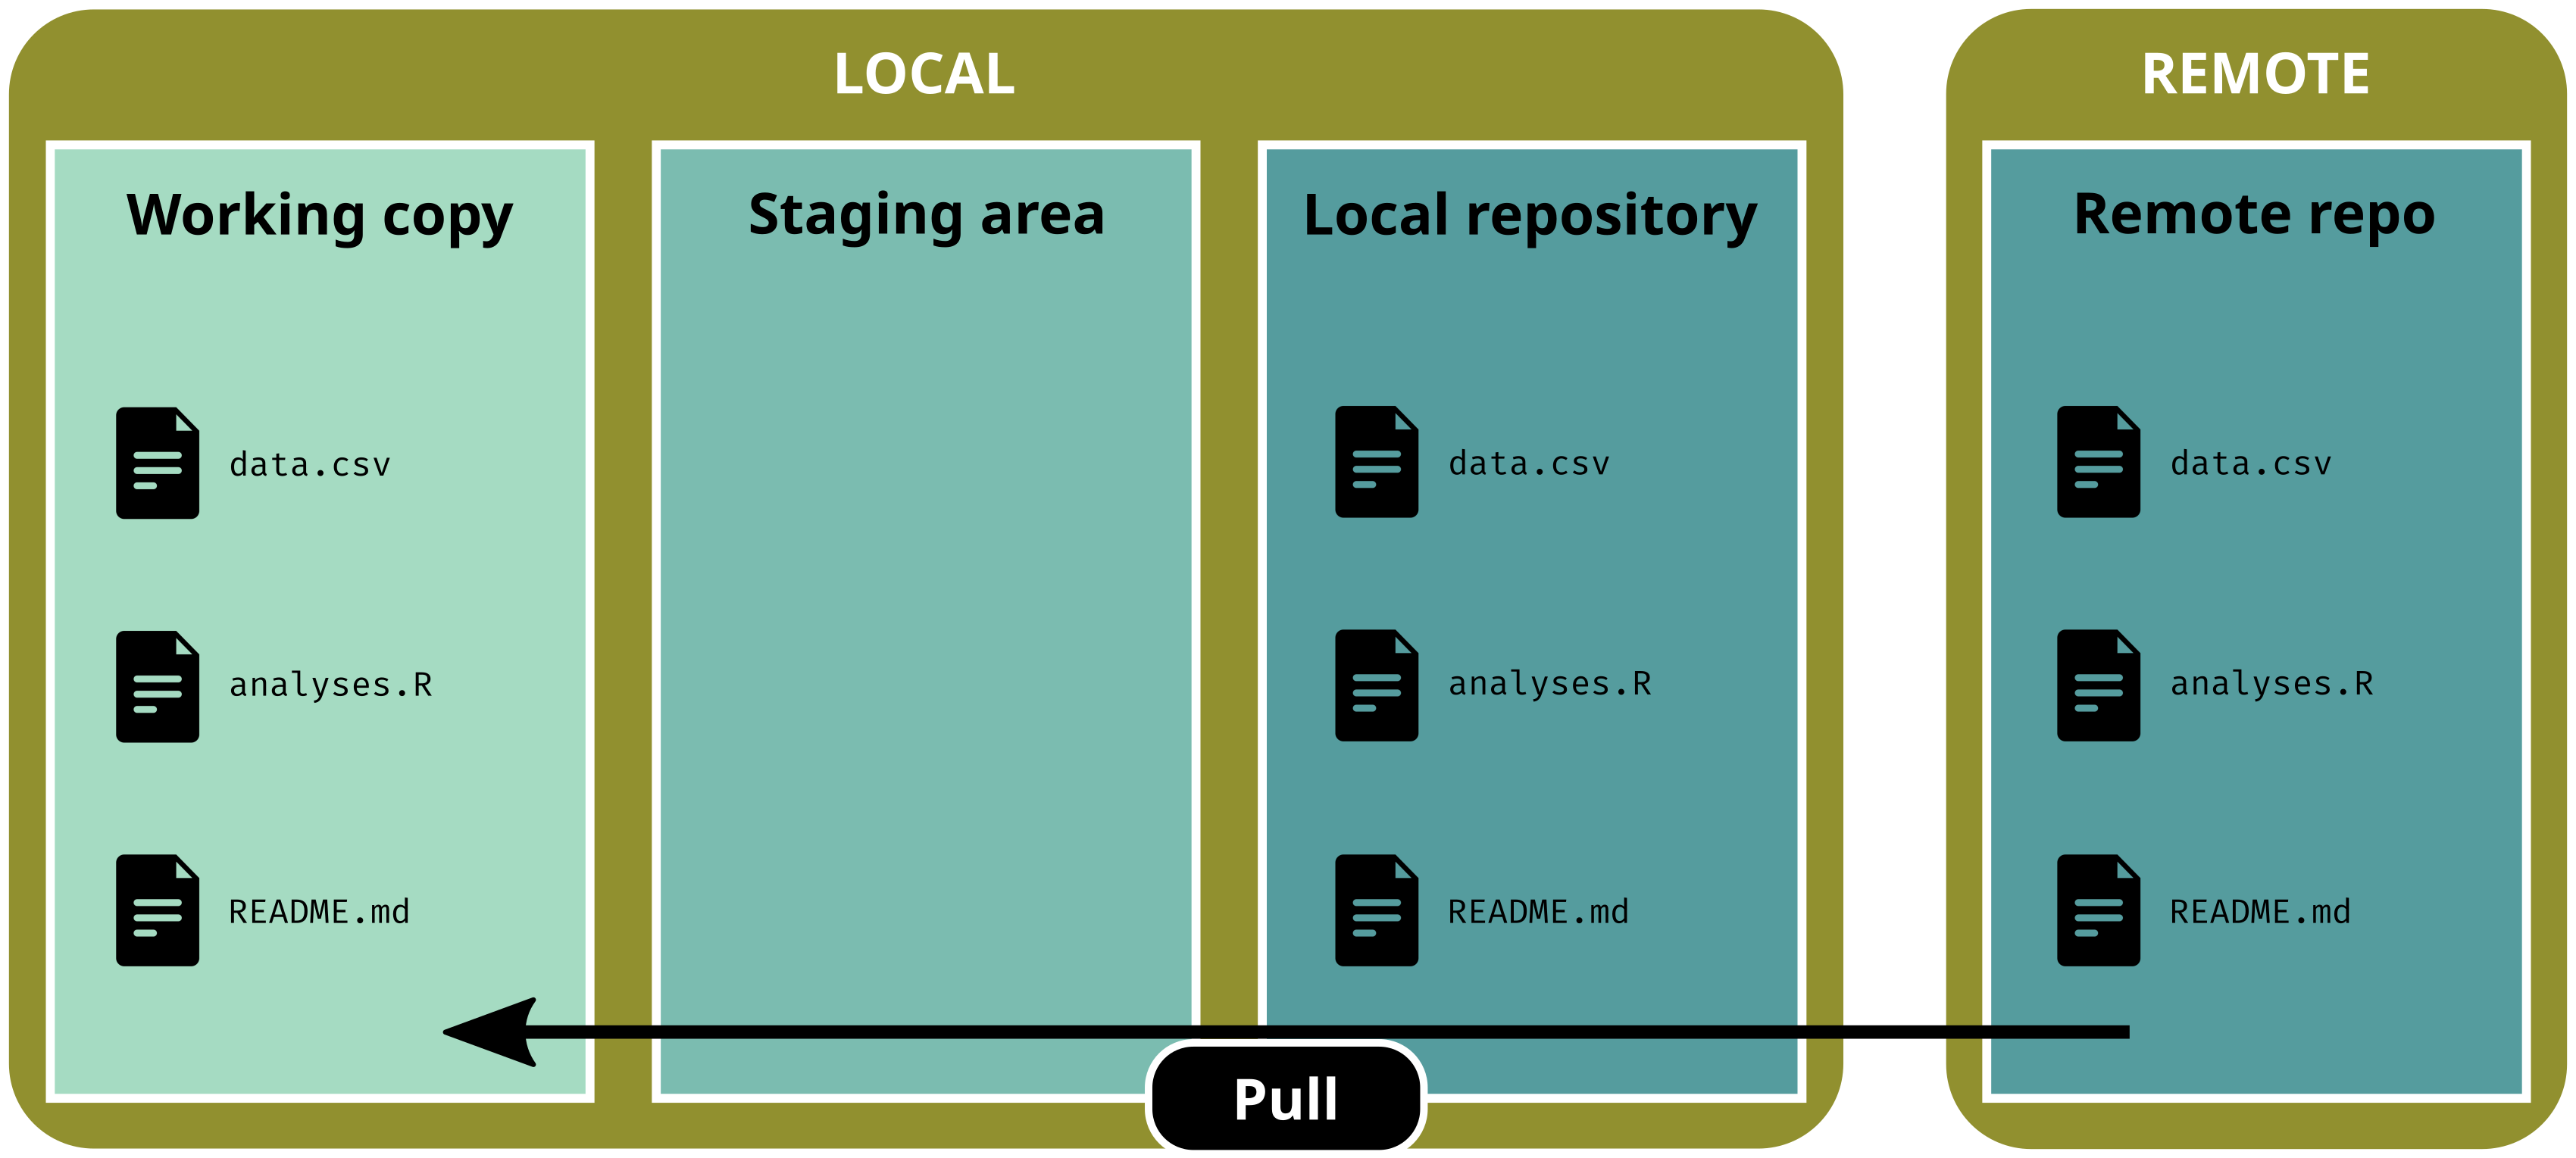 LOCAL
REMOTE
Working copy
Staging area
Local repository
Remote repo
data.csv
data.csv
data.csv
analyses.R
analyses.R
analyses.R
README.md
README.md
README.md
Pull